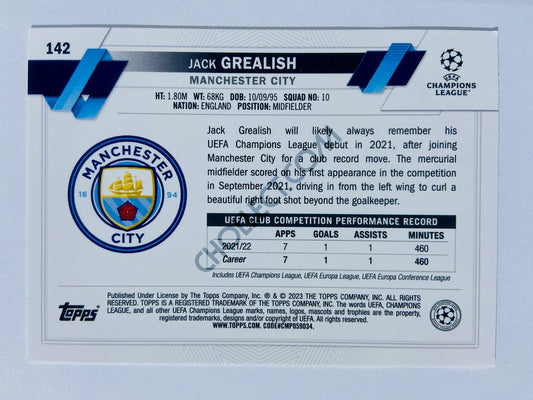 142
JACK GREALISH
MANCHESTER CITY
HT: 1.80M WT: 68KG DOB: 10/09/95 SQUAD NO: 10
NATION: ENGLAND POSITION: MIDFIELDER
UEFA
CHAMPIONS
LEAGUE®
Jack Grealish will likely always remember his
UEFA Champions League debut in 2021, after joining
Manchester City for a club record move. The mercurial
midfielder scored on his first appearance in the competition
in September 2021, driving in from the left wing to curl a
beautiful right foot shot beyond the goalkeeper.
MANCHESTER
18 94
CITY
UEFA CLUB COMPETITION PERFORMANCE RECORD
APPS GOALS ASSISTS MINUTES
2021/22 7 1 1 460
Career 7 1 1 460
Includes UEFA Champions League, UEFA Europa League, UEFA Europa Conference League
CHOLLECT.COM
Topps
Published Under License by The Topps Company, Inc. ® & © 2023 THE TOPPS COMPANY, INC. ALL RIGHTS
RESERVED. TOPPS IS A REGISTERED TRADEMARK OF THE TOPPS COMPANY, INC. The words UEFA, CHAMPIONS
LEAGUE, and all other UEFA Champions League marks, names, logos, mascots and trophies are the property,
registered trademarks, designs and/or copyright of UEFA. All rights reserved.
WWW.TOPPS.COM. CODE#CMP059034.